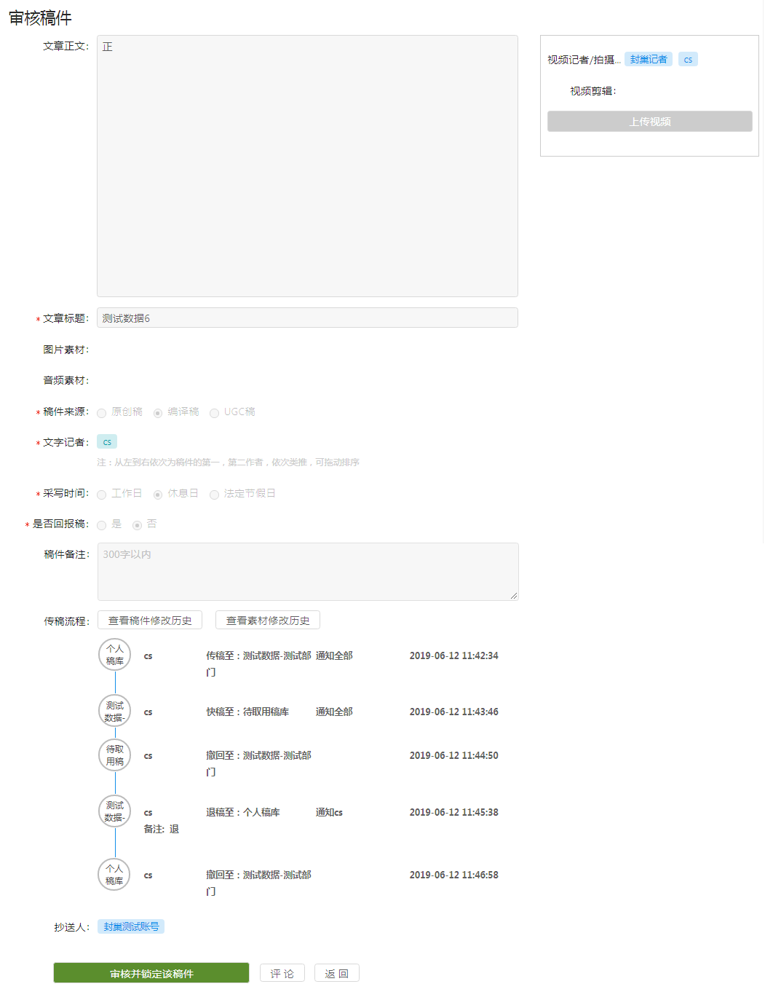 审核稿件
文章正文：
正
视频记者/拍摄... 封巢记者 cs
视频剪辑：
上传视频
* 文章标题： 测试数据6
图片素材：
音频素材：
* 稿件来源： 原创稿 编译稿 UGC稿
* 文字记者： cs
注：从左到右依次为稿件的第一，第二作者，依次类推，可拖动排序
* 采写时间： 工作日 休息日 法定节假日
* 是否回报稿： 是 否
稿件备注： 300字以内
传稿流程： 查看稿件修改历史 查看素材修改历史
个人
稿库
cs
传稿至：测试数据-测试部
门
通知全部
2019-06-12 11:42:34
测试
数据-
cs
快稿至：待取用稿库
通知全部
2019-06-12 11:43:46
待取
用稿
cs
撤回至：测试数据-测试部
门
2019-06-12 11:44:50
测试
数据-
cs
备注: 退
退稿至：个人稿库
通知cs
2019-06-12 11:45:38
个人
稿库
cs
撤回至：测试数据-测试部
门
2019-06-12 11:46:58
抄送人： 封巢测试账号
审核并锁定该稿件 评 论 返 回